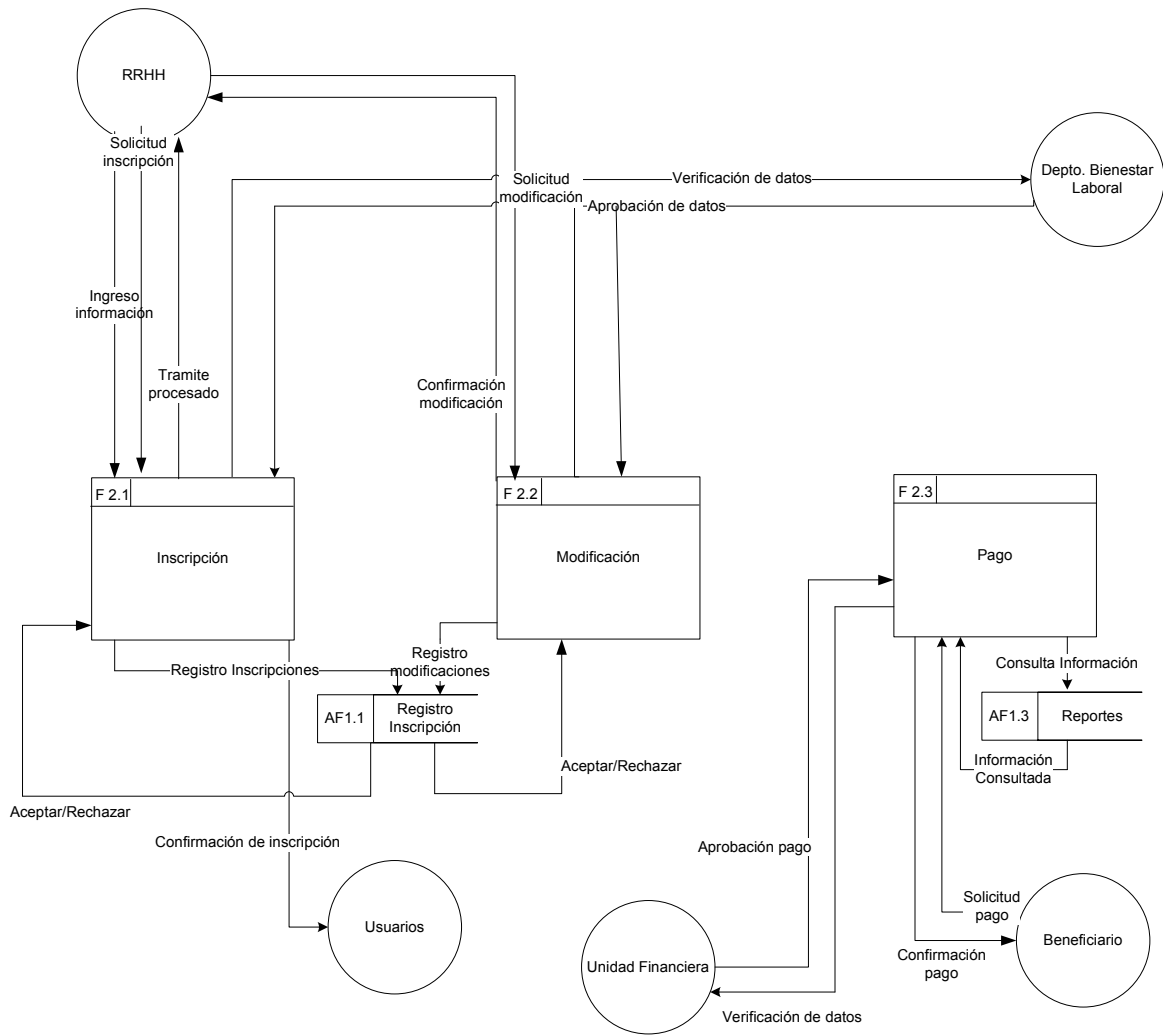 RRHH
Solicitud
inscripción
Solicitud
modificación
Verificación de datos
Aprobación de datos
Depto. Bienestar
Laboral
Ingreso
información
Tramite
procesado
Confirmación
modificación
F 2.1
Inscripción
F 2.2
Modificación
F 2.3
Pago
Registro Inscripciones
Registro
modificaciones
AF1.1
Registro
Inscripción
Consulta Información
AF1.3
Reportes
Información
Consultada
Aceptar/Rechazar
Aceptar/Rechazar
Confirmación de inscripción
Usuarios
Aprobación pago
Unidad Financiera
Verificación de datos
Solicitud
pago
Confirmación
pago
Beneficiario